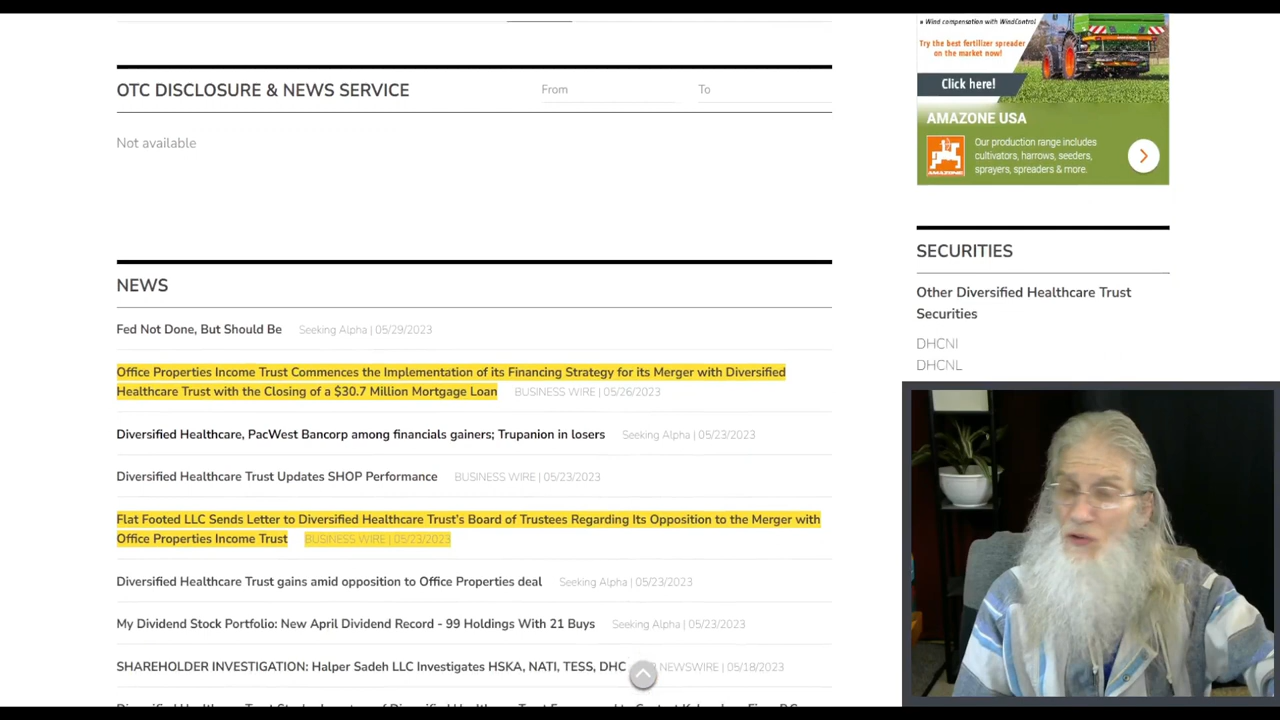 OTC DISCLOSURE & NEWS SERVICE
From
To
Not available
NEWS
Fed Not Done, But Should Be Seeking Alpha | 05/29/2023
Office Properties Income Trust Commences the Implementation of its Financing Strategy for its Merger with Diversified
Healthcare Trust with the Closing of a $30.7 Million Mortgage Loan BUSINESS WIRE | 05/26/2023
Diversified Healthcare, PacWest Bancorp among financials gainers; Trupanion in losers Seeking Alpha | 05/23/2023
Diversified Healthcare Trust Updates SHOP Performance BUSINESS WIRE | 05/23/2023
Flat Footed LLC Sends Letter to Diversified Healthcare Trust's Board of Trustees Regarding Its Opposition to the Merger with
Office Properties Income Trust BUSINESS WIRE | 05/23/2023
Diversified Healthcare Trust gains amid opposition to Office Properties deal Seeking Alpha | 05/23/2023
My Dividend Stock Portfolio: New April Dividend Record - 99 Holdings With 21 Buys Seeking Alpha | 05/23/2023
SHAREHOLDER INVESTIGATION: Halper Sadeh LLC Investigates HSKA, NATI, TESS, DHC NEWSWIRE | 05/18/2023
Wind compensation with WindControl
Try the best fertilizer spreader
on the market now!
Click here!
AMAZONE USA
Our production range includes
cultivators, harrows, seeders,
sprayers, spreaders & more.
AMAZONE
SECURITIES
Other Diversified Healthcare Trust
Securities
DHCNI
DHCNL